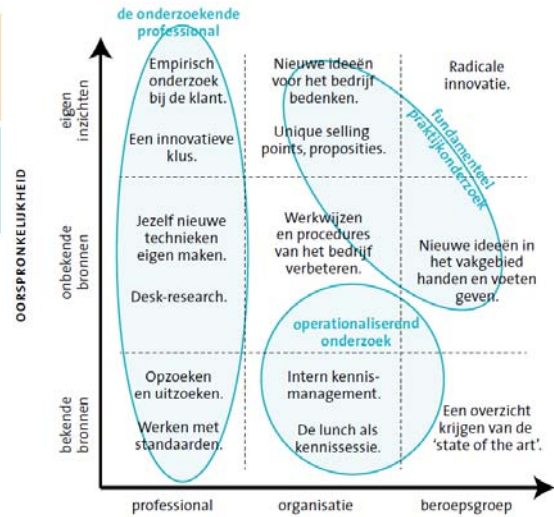 de onderzoekende
professional
Empirisch
onderzoek
bij de klant.
Een innovatieve
klus.
Nieuwe ideeën
voor het bedrijf
bedenken.
Unique selling
points, proposities.
Radicale
innovatie.
fundamenteel
praktijkonderzoek
eigen
inzichten
OORSPRONKELIJKHEID
onbekende
bronnen
Jezelf nieuwe
technieken
eigen maken.
Desk-research.
Werkwijzen
en procedures
van het bedrijf
verbeteren.
Nieuwe ideeën in
het vakgebied
handen en voeten
geven.
operationaliserend
onderzoek
bekende
bronnen
Opzoeken
en uitzoeken.
Werken met
standaarden.
Intern kennis-
management.
De lunch als
kennissessie.
Een overzicht
krijgen van de
‘state of the art’.
professional
organisatie
beroepsgroep